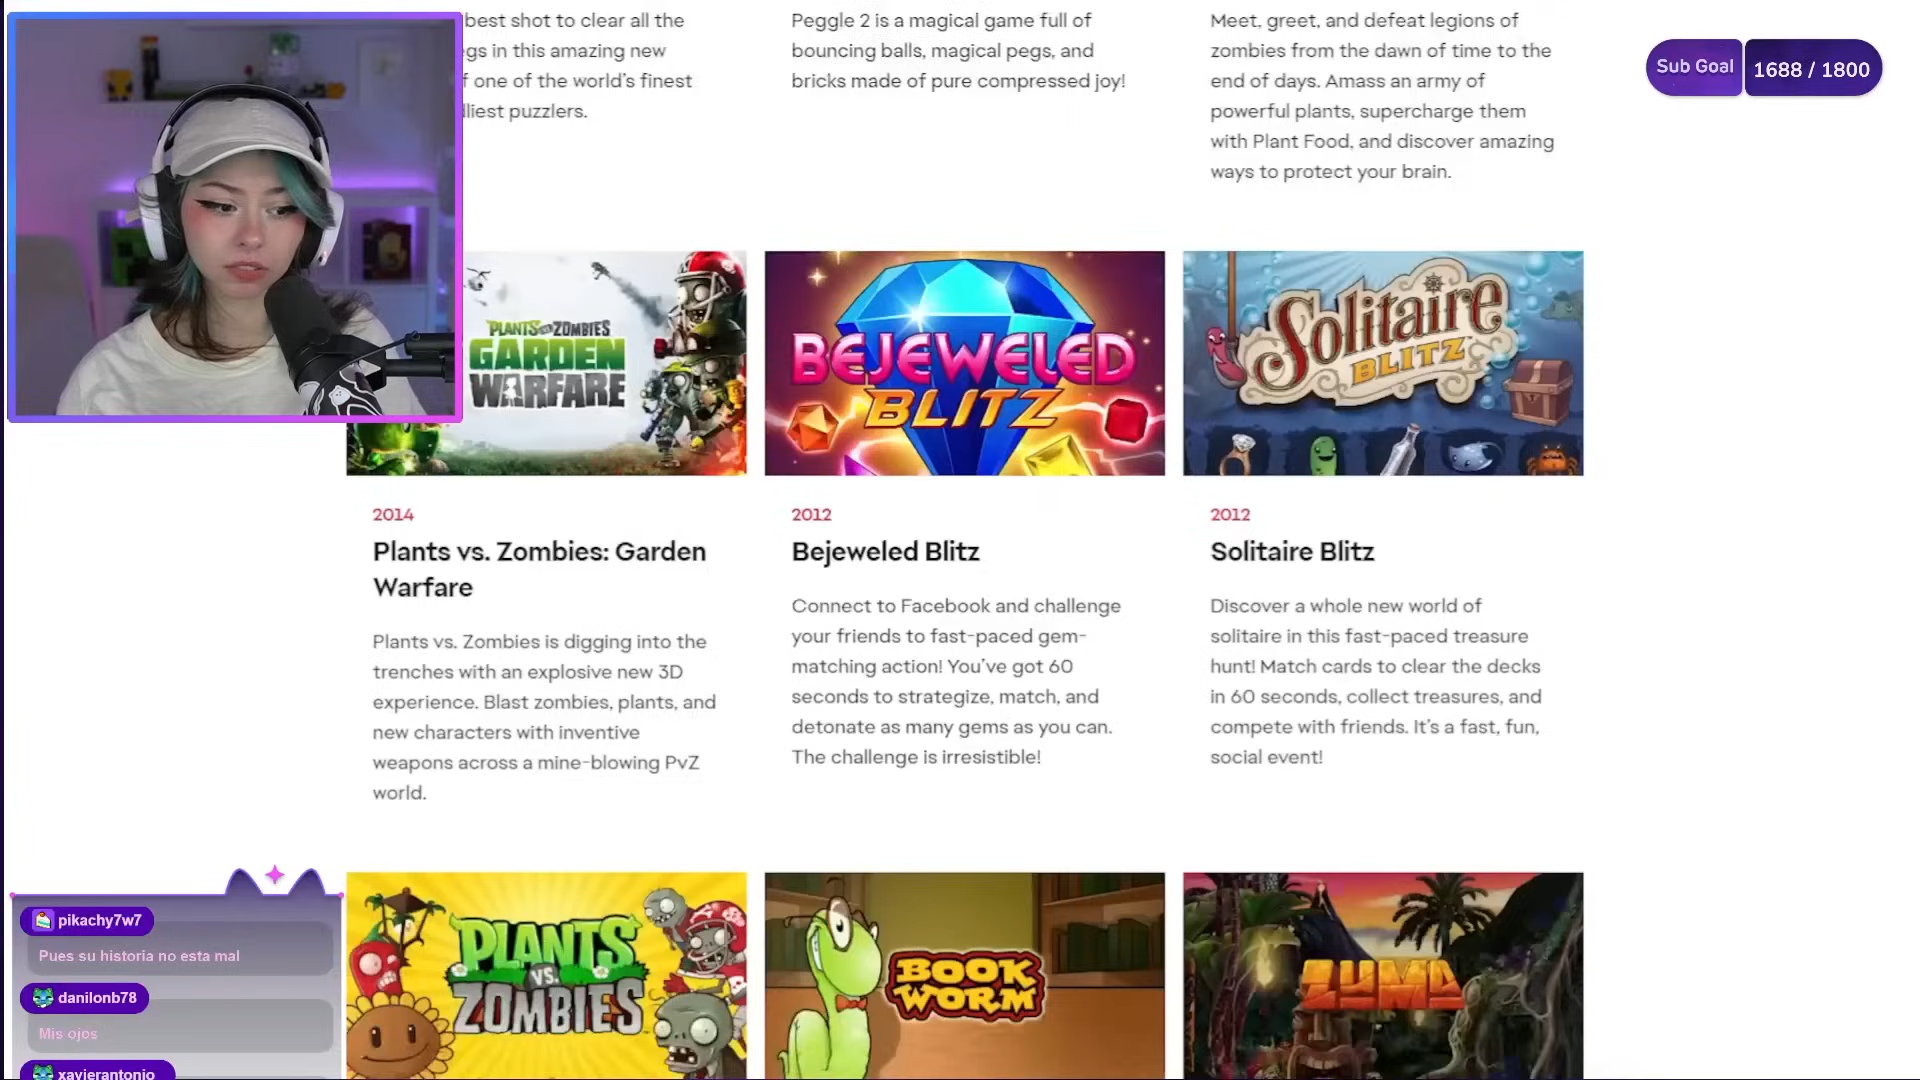 best shot to clear all the
gs in this amazing new
f one of the world's finest
lliest puzzlers.
Peggle 2 is a magical game full of
bouncing balls, magical pegs, and
bricks made of pure compressed joy!
Meet, greet, and defeat legions of
zombies from the dawn of time to the
end of days. Amass an army of
powerful plants, supercharge them
with Plant Food, and discover amazing
ways to protect your brain.
Sub Goal
1688 / 1800
PLANTS VS ZOMBIES
GARDEN
WARFARE
BEJEWELED
BLITZ
Solitaire
BLITZ
2014
Plants vs. Zombies: Garden
Warfare
Plants vs. Zombies is digging into the
trenches with an explosive new 3D
experience. Blast zombies, plants, and
new characters with inventive
weapons across a mine-blowing PvZ
world.
2012
Bejeweled Blitz
Connect to Facebook and challenge
your friends to fast-paced gem-
matching action! You've got 60
seconds to strategize, match, and
detonate as many gems as you can.
The challenge is irresistible!
2012
Solitaire Blitz
Discover a whole new world of
solitaire in this fast-paced treasure
hunt! Match cards to clear the decks
in 60 seconds, collect treasures, and
compete with friends. It's a fast, fun,
social event!
PLANTS
VS.
ZOMBIES
BOOK
WORM
ZUMA
pikachy7w7
Pues su historia no esta mal
danilonb78
Mis ojos
xavierantonio